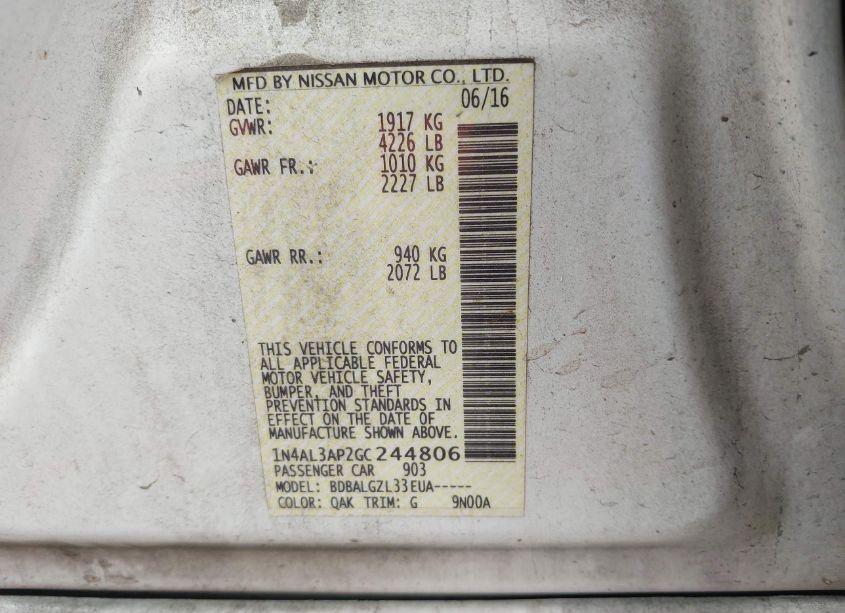 MFD BY NISSAN MOTOR CO., LTD.
DATE: 06/16
GVWR: 1917 KG
4226 LB
GAWR FR.: 1010 KG
2227 LB
GAWR RR.: 940 KG
2072 LB
THIS VEHICLE CONFORMS TO
ALL APPLICABLE FEDERAL
MOTOR VEHICLE SAFETY,
BUMPER, AND THEFT
PREVENTION STANDARDS IN
EFFECT ON THE DATE OF
MANUFACTURE SHOWN ABOVE.
1N4AL3AP2GC244806
PASSENGER CAR 903
MODEL: BDBALGZL33EUA-----
COLOR: QAK TRIM: G 9N00A